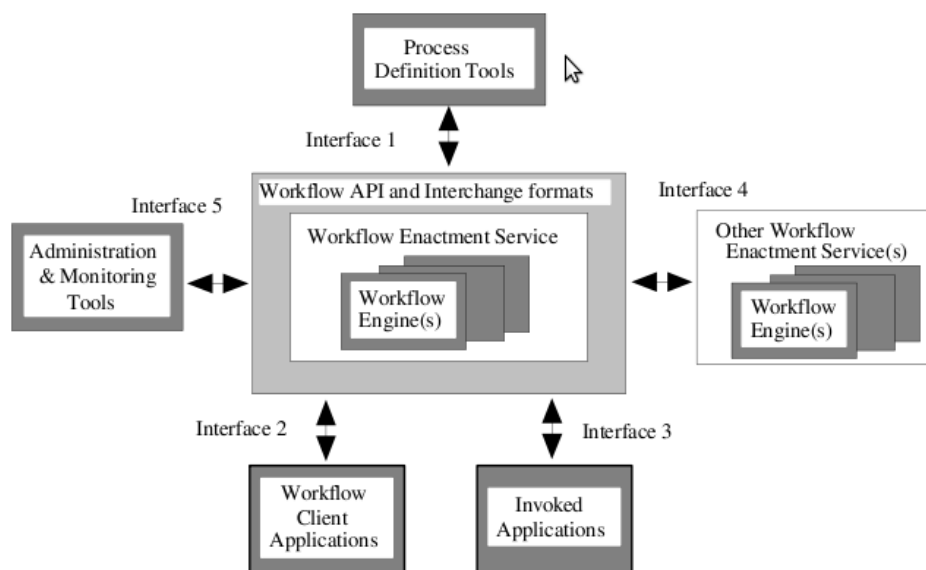 Process
Definition Tools
Interface 1
Workflow API and Interchange formats
Interface 4
Interface 5
Workflow Enactment Service
Other Workflow
Enactment Service(s)
Administration
& Monitoring
Tools
Workflow
Engine(s)
Workflow
Engine(s)
Interface 2
Interface 3
Workflow
Client
Applications
Invoked
Applications